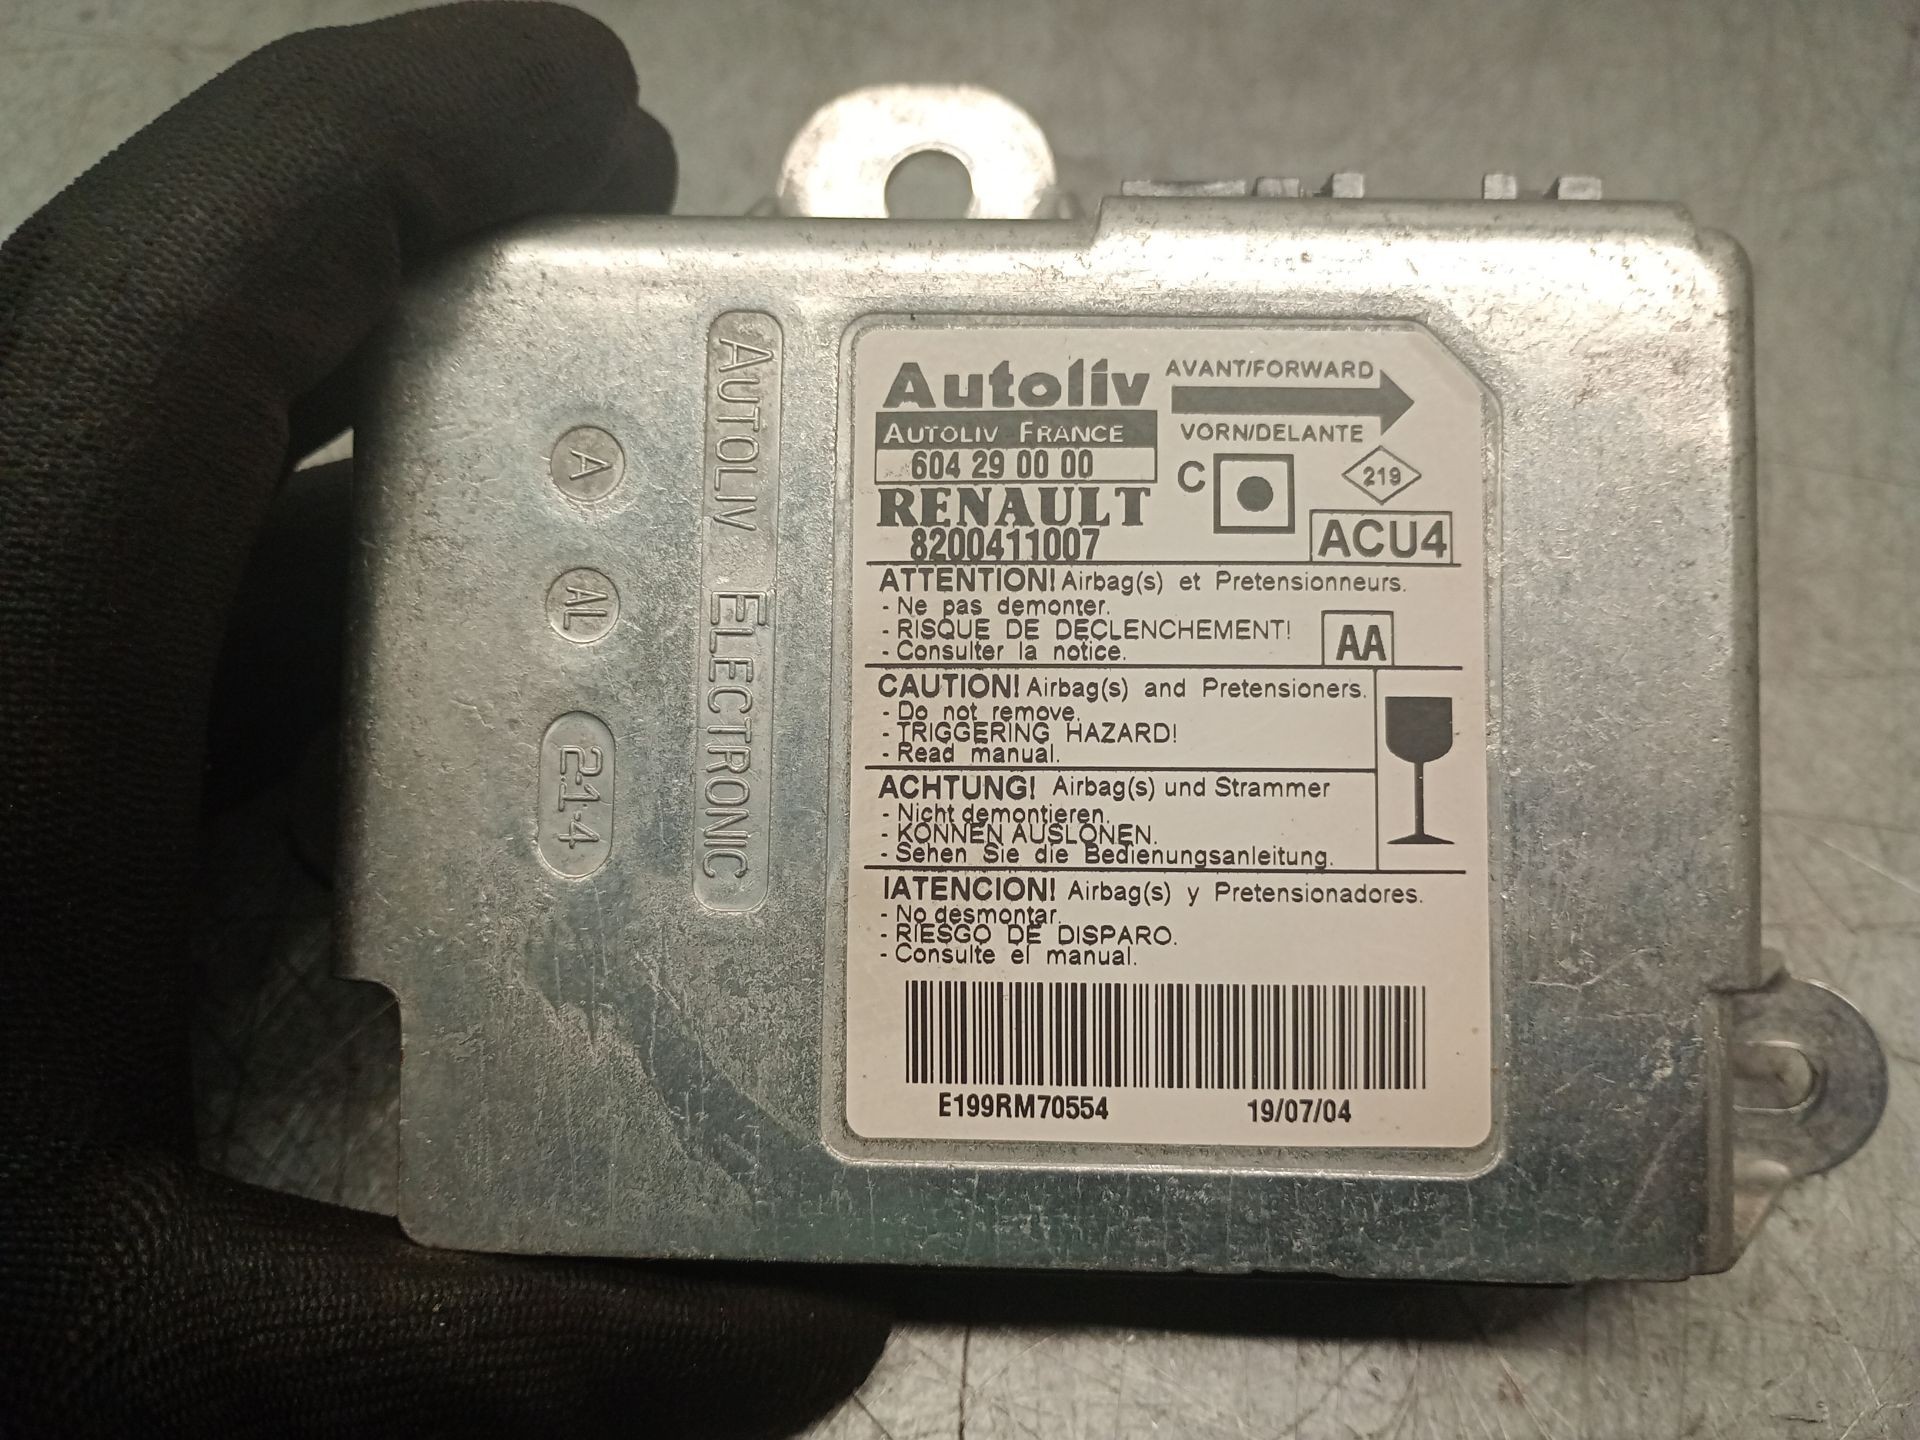 Autoliv
AVANT/FORWARD
AUTOLIV FRANCE
VORN/DELANTE
604 29 00 00
C
219
RENAULT
ACU4
8200411007
ATTENTION! Airbag(s) et Pretensionneurs.
- Ne pas demonter.
- RISQUE DE DECLENCHEMENT!
- Consulter la notice.
AA
CAUTION! Airbag(s) and Pretensioners.
- Do not remove.
- TRIGGERING HAZARD!
- Read manual.
ACHTUNG! Airbag(s) und Strammer
- Nicht demontieren.
- KONNEN AUSLONEN.
- Sehen Sie die Bedienungsanleitung.
IATENCION! Airbag(s) y Pretensionadores.
- No desmontar.
- RIESGO DE DISPARO.
- Consulte el manual.
E199RM70554 19/07/04
AUTOLIV ELECTRONIC
A
AL
21-4